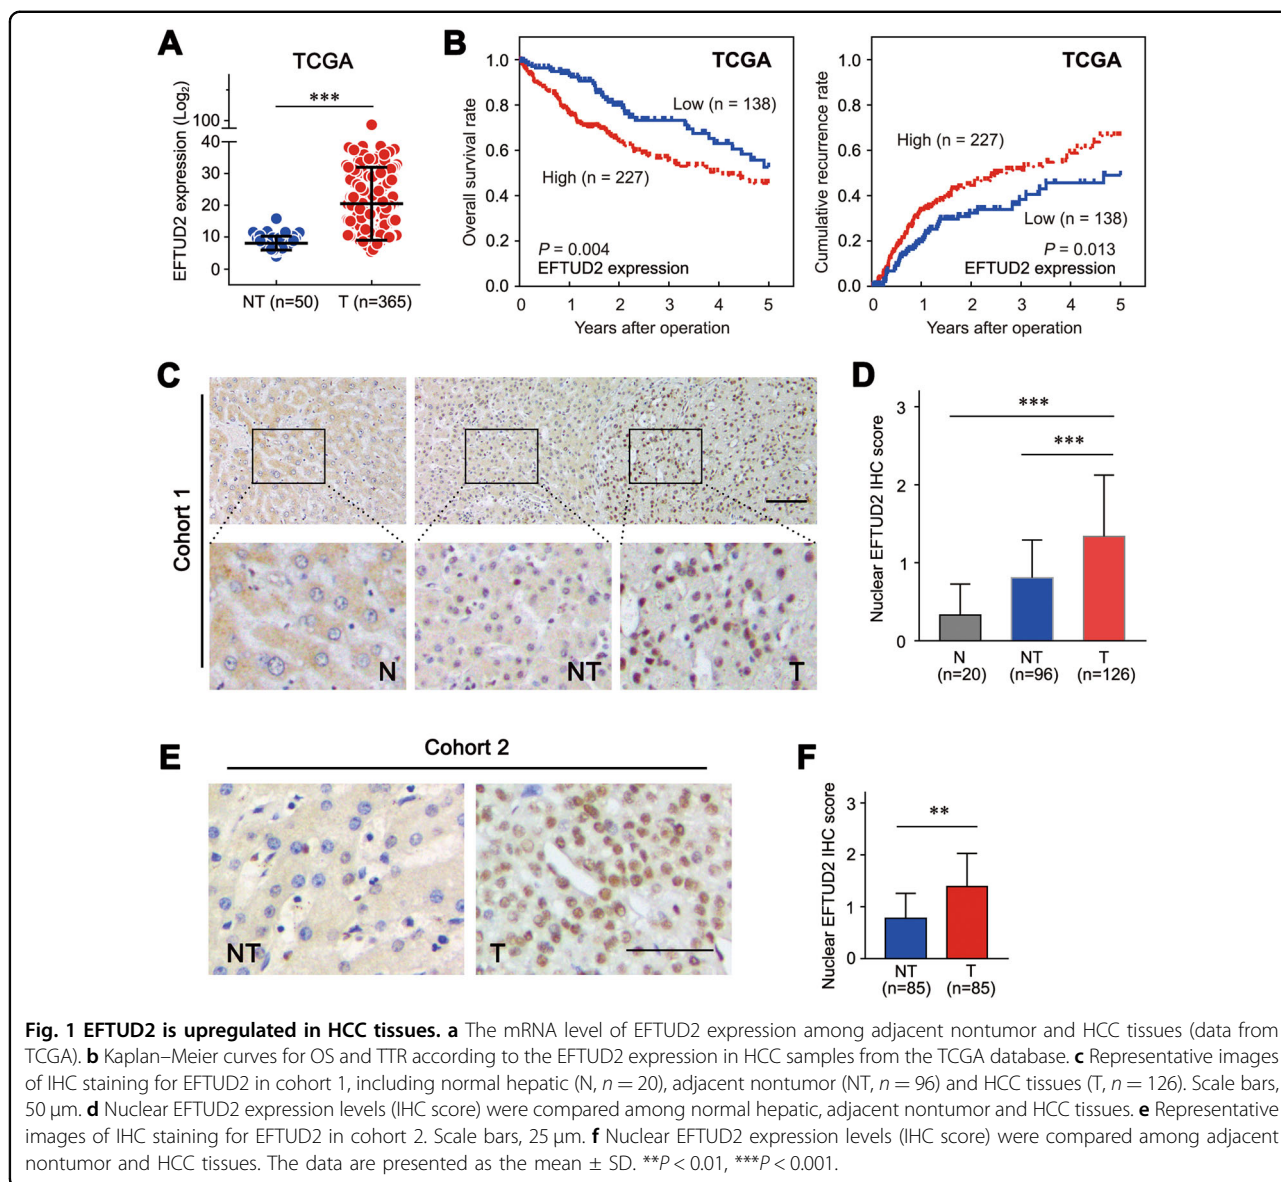 A
TCGA
***
EFTUD2 expression (Log2)
100
40
30
20
10
0
NT (n=50)
T (n=365)
B
TCGA
Overall survival rate
1.0
0.8
0.6
0.4
0.2
0.0
Low (n = 138)
High (n = 227)
P = 0.004
EFTUD2 expression
0
1
2
3
4
5
Years after operation
TCGA
Cumulative recurrence rate
1.0
0.8
0.6
0.4
0.2
0.0
High (n = 227)
Low (n = 138)
P = 0.013
EFTUD2 expression
0
1
2
3
4
5
Years after operation
C
Cohort 1
N
NT
T
D
Nuclear EFTUD2 IHC score
3
2
1
0
***
***
N
(n=20)
NT
(n=96)
T
(n=126)
E
Cohort 2
NT
T
F
Nuclear EFTUD2 IHC score
3
2
1
0
**
NT
(n=85)
T
(n=85)
Fig. 1 EFTUD2 is upregulated in HCC tissues. a The mRNA level of EFTUD2 expression among adjacent nontumor and HCC tissues (data from
TCGA). b Kaplan–Meier curves for OS and TTR according to the EFTUD2 expression in HCC samples from the TCGA database. c Representative images
of IHC staining for EFTUD2 in cohort 1, including normal hepatic (N, n = 20), adjacent nontumor (NT, n = 96) and HCC tissues (T, n = 126). Scale bars,
50 μm. d Nuclear EFTUD2 expression levels (IHC score) were compared among normal hepatic, adjacent nontumor and HCC tissues. e Representative
images of IHC staining for EFTUD2 in cohort 2. Scale bars, 25 μm. f Nuclear EFTUD2 expression levels (IHC score) were compared among adjacent
nontumor and HCC tissues. The data are presented as the mean ± SD. **P < 0.01, ***P < 0.001.